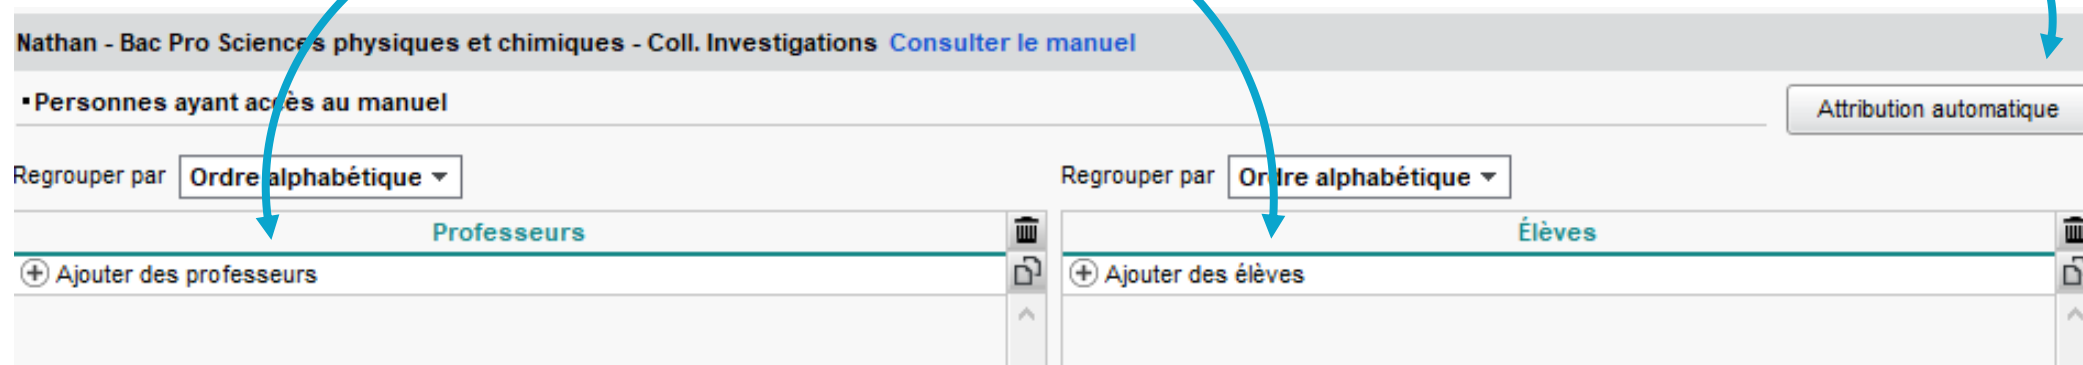 Nathan - Bac Pro Sciences physiques et chimiques - Coll. Investigations Consulter le manuel
Personnes ayant accès au manuel
Attribution automatique
Regrouper par Ordre alphabétique
Regrouper par Ordre alphabétique
Professeurs
Élèves
Ajouter des professeurs
Ajouter des élèves